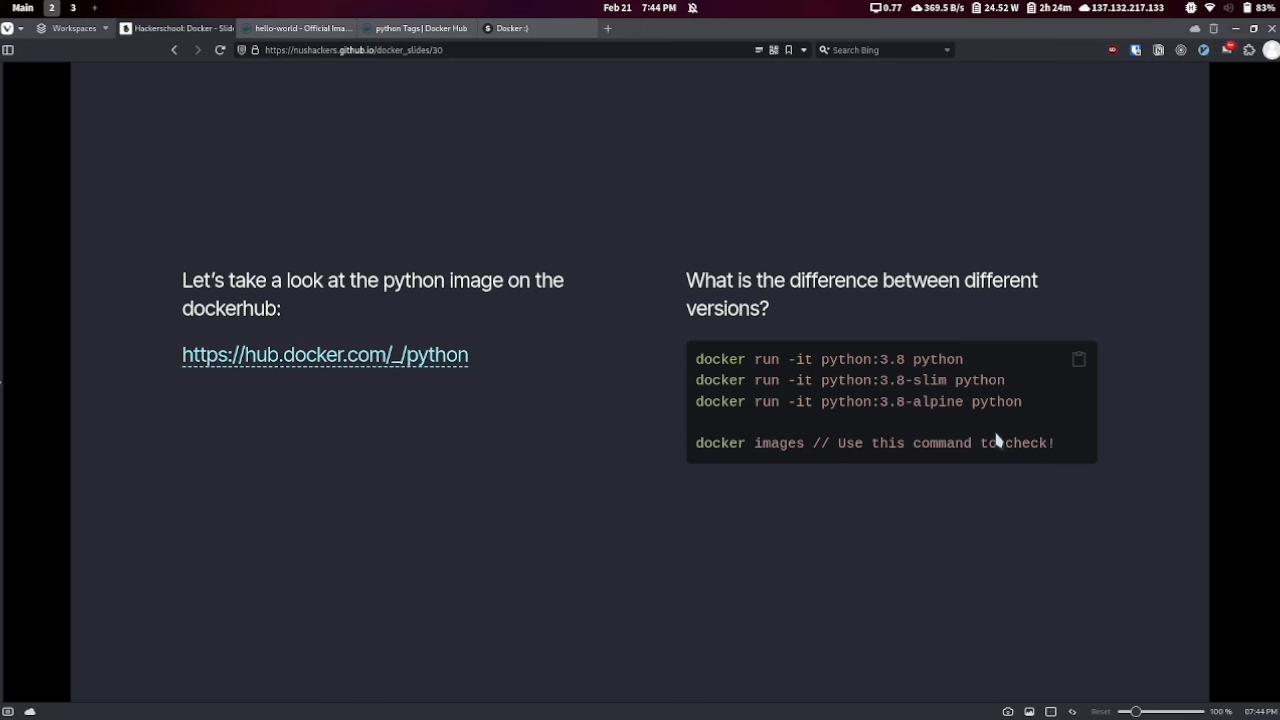 Main 2 3 +
Feb 21 7:44 PM
0.77 369.5 B/s 24.52 W 2h24m 137.132.217.133 83%
Workspaces
Hackerschool: Docker - Slid
hello-world - Official Ima...
python Tags | Docker Hub
Docker :)
https://nushackers.github.io/docker_slides/30
Search Bing
Let's take a look at the python image on the
dockerhub:
https://hub.docker.com/_/python
What is the difference between different
versions?
docker run -it python:3.8 python
docker run -it python:3.8-slim python
docker run -it python:3.8-alpine python
docker images // Use this command to check!
Reset 100 % 07:44 PM